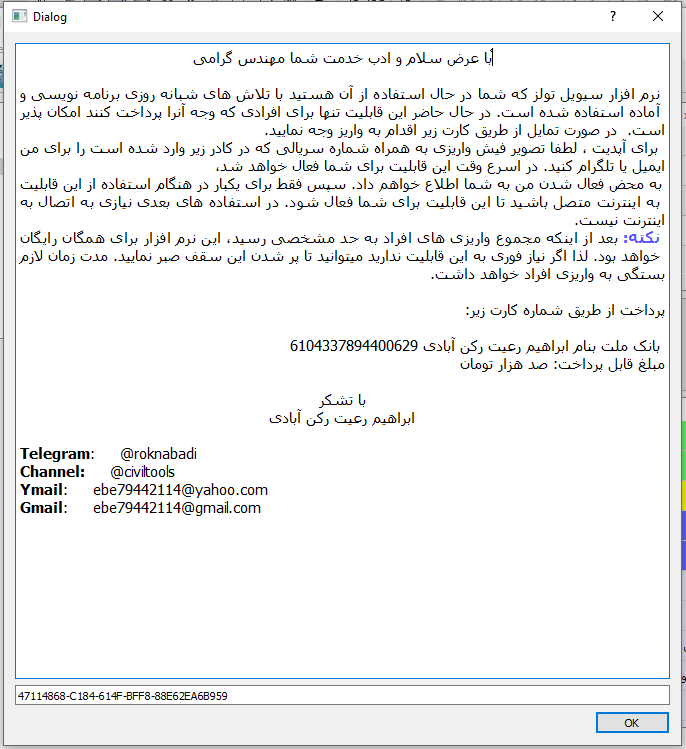 Dialog
با عرض سلام و ادب خدمت شما مهندس گرامی
نرم افزار سیویل تولز که شما در حال استفاده از آن هستید با تلاش های شبانه روزی برنامه نویسی و
آماده استفاده شده است. در حال حاضر این قابلیت تنها برای افرادی که وجه آنرا پرداخت کنند امکان پذیر
است. در صورت تمایل از طریق کارت زیر اقدام به واریز وجه نمایید.
برای آپدیت ، لطفا تصویر فیش واریزی به همراه شماره سریالی که در کادر زیر وارد شده است را برای من
ایمیل یا تلگرام کنید. در اسرع وقت این قابلیت برای شما فعال خواهد شد،
به محض فعال شدن من به شما اطلاع خواهم داد. سپس فقط برای یکبار در هنگام استفاده از این قابلیت
به اینترنت متصل باشید تا این قابلیت برای شما فعال شود. در استفاده های بعدی نیازی به اتصال به
اینترنت نیست.
نکته: بعد از اینکه مجموع واریزی های افراد به حد مشخصی رسید، این نرم افزار برای همگان رایگان
خواهد بود. لذا اگر نیاز فوری به این قابلیت ندارید میتوانید تا پر شدن این سقف صبر نمایید. مدت زمان لازم
بستگی به واریزی افراد خواهد داشت.
پرداخت از طریق شماره کارت زیر:
بانک ملت بنام ابراهیم رعیت رکن آبادی 6104337894400629
مبلغ قابل پرداخت: صد هزار تومان
با تشکر
ابراهیم رعیت رکن آبادی
Telegram: @roknabadi
Channel: @civiltools
Ymail: ebe79442114@yahoo.com
Gmail: ebe79442114@gmail.com
47114868-C184-614F-BFF8-88E62EA6B959
OK